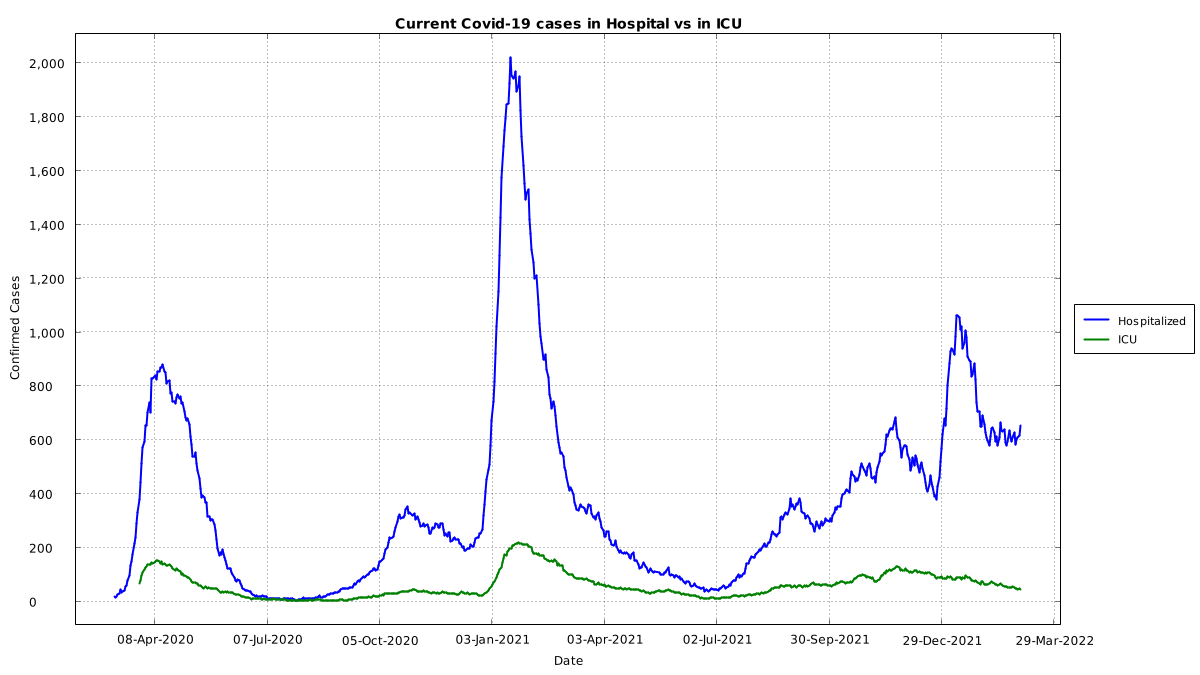 Current Covid-19 cases in Hospital vs in ICU
2,000
1,800
1,600
1,400
1,200
1,000
800
600
400
200
0
Confirmed Cases
Hospitalized
ICU
08-Apr-2020 07-Jul-2020 05-Oct-2020 03-Jan-2021 03-Apr-2021 02-Jul-2021 30-Sep-2021 29-Dec-2021 29-Mar-2022
Date